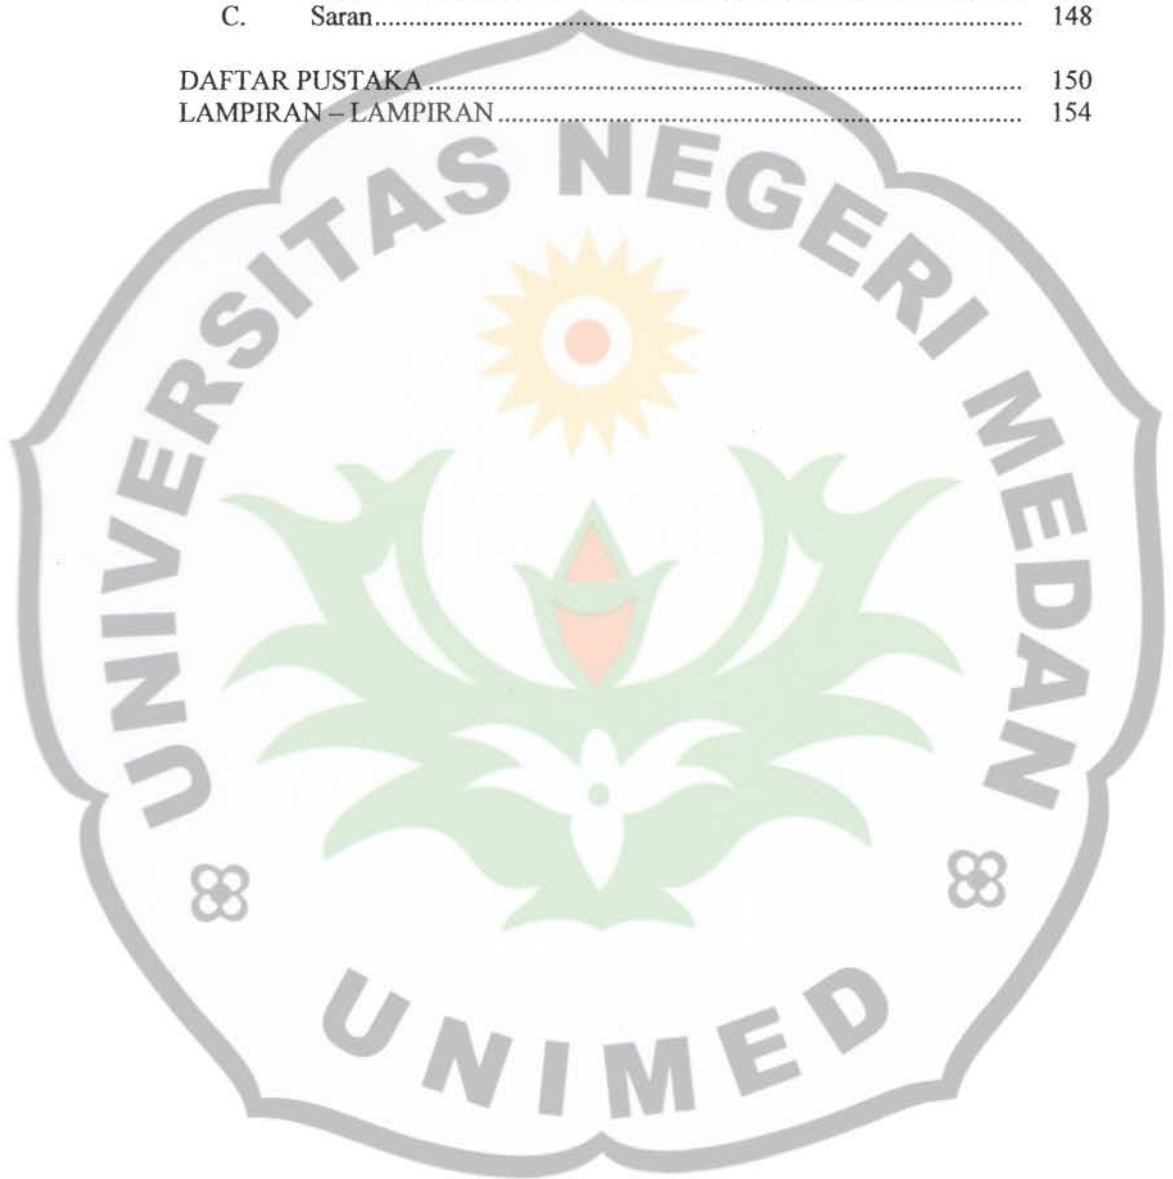 C. Saran........................................................................................ 148
DAFTAR PUSTAKA................................................................................ 150
LAMPIRAN – LAMPIRAN....................................................................... 154
UNIVERSITAS NEGERI MEDAN
UNIMED